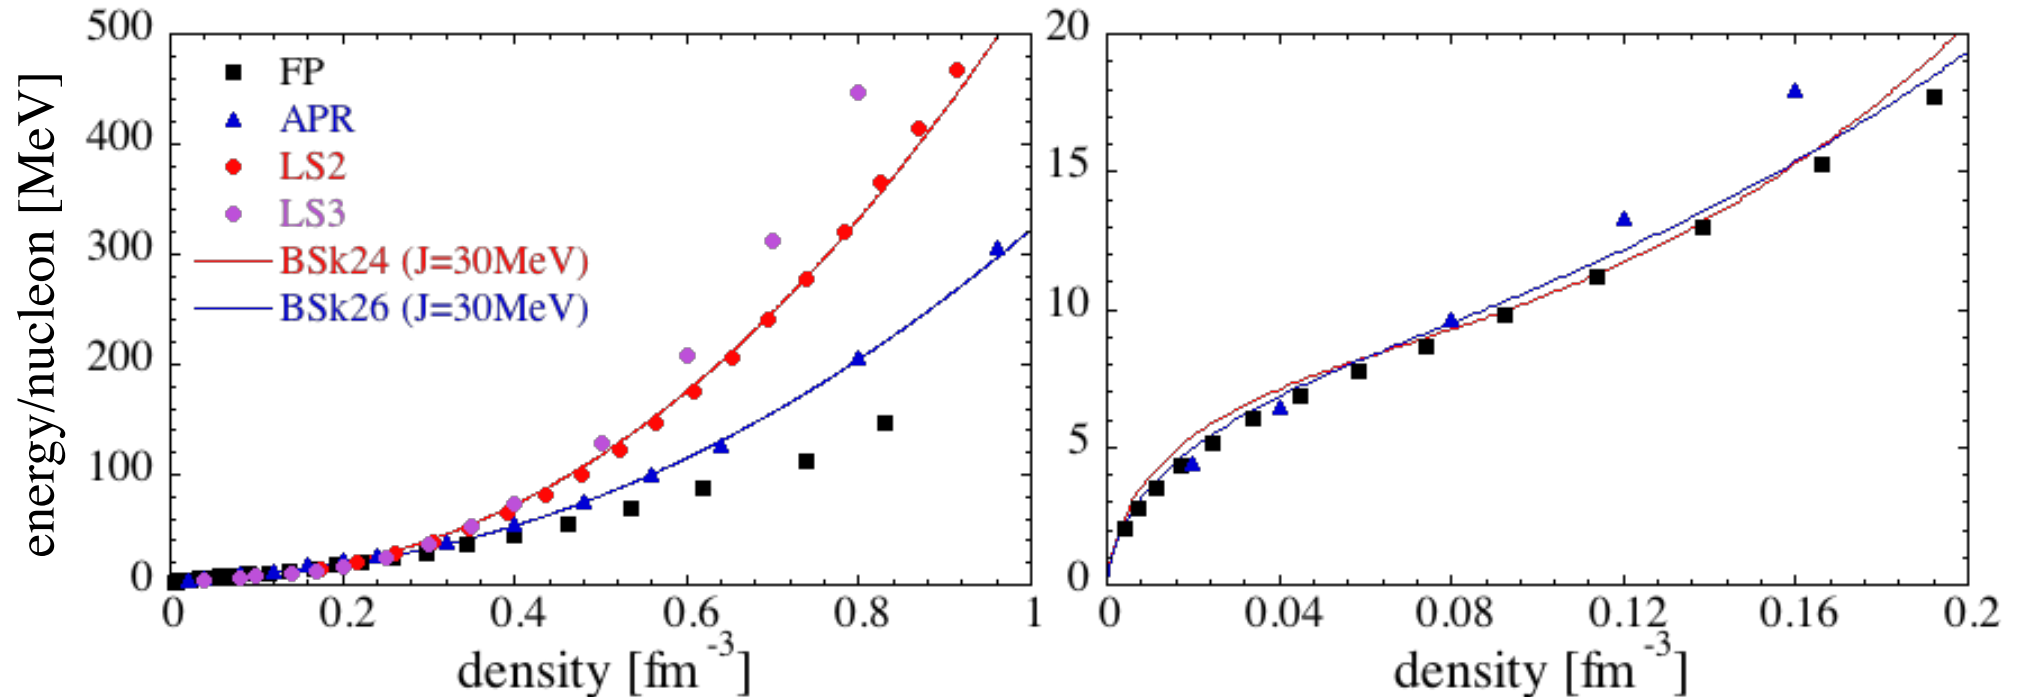 energy/nucleon [MeV]
500
400
300
200
100
0
FP
APR
LS2
LS3
BSk24 (J=30MeV)
BSk26 (J=30MeV)
0 0.2 0.4 0.6 0.8 1
density [fm⁻³]
20
15
10
5
0
0 0.04 0.08 0.12 0.16 0.2
density [fm⁻³]